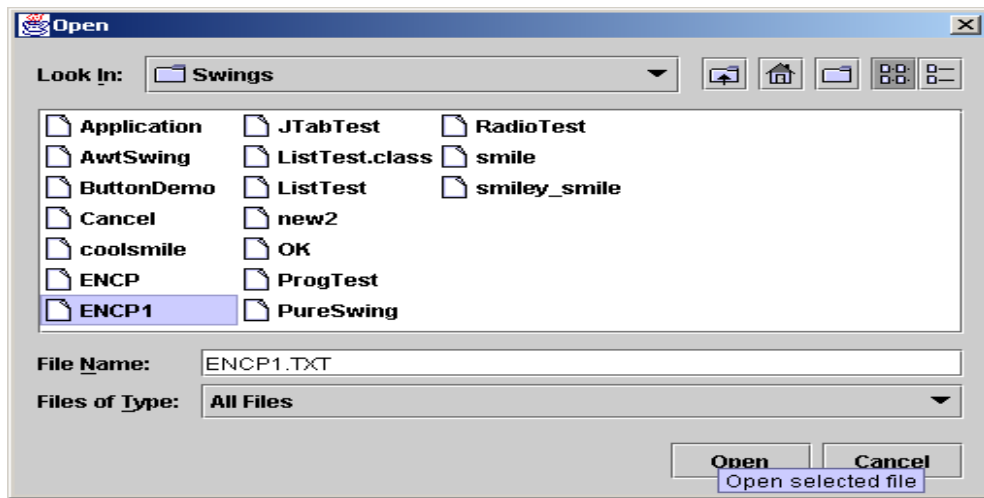 Open
Look In: Swings
Application JTabTest RadioTest
AwtSwing ListTest.class smile
ButtonDemo ListTest smiley_smile
Cancel new2
coolsmile OK
ENCP ProgTest
ENCP1 PureSwing
File Name: ENCP1.TXT
Files of Type: All Files
Open Cancel
Open selected file